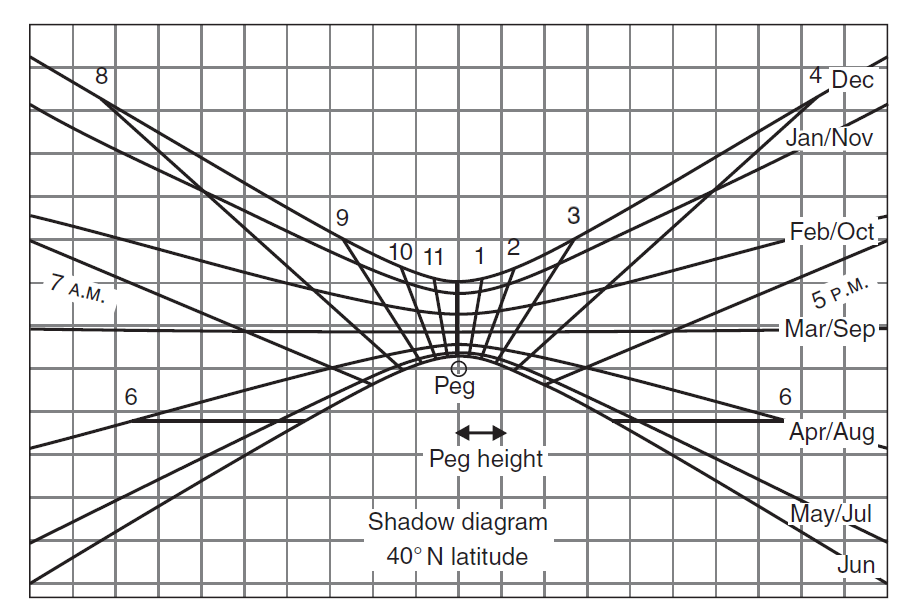 8
4
Dec
Jan/Nov
9
3
10
11
1
2
Feb/Oct
7 A.M.
5 P.M.
Mar/Sep
Peg
6
6
Apr/Aug
Peg height
Shadow diagram
40° N latitude
May/Jul
Jun